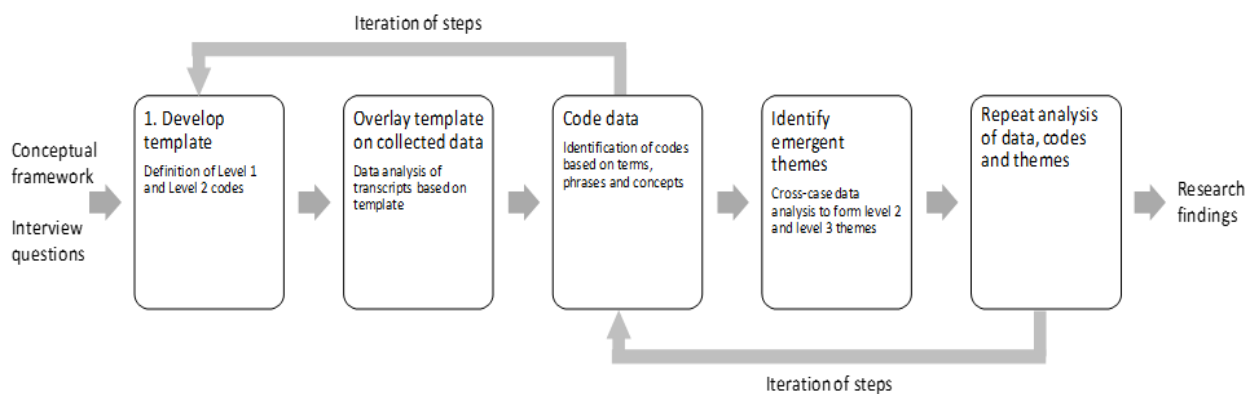 Iteration of steps
Conceptual
framework
Interview
questions
1. Develop
template
Definition of Level 1
and Level 2 codes
Overlay template
on collected data
Data analysis of
transcripts based on
template
Code data
Identification of codes
based on terms,
phrases and concepts
Identify
emergent
themes
Cross-case data
analysis to form level 2
and level 3 themes
Repeat analysis
of data, codes
and themes
Research
findings
Iteration of steps